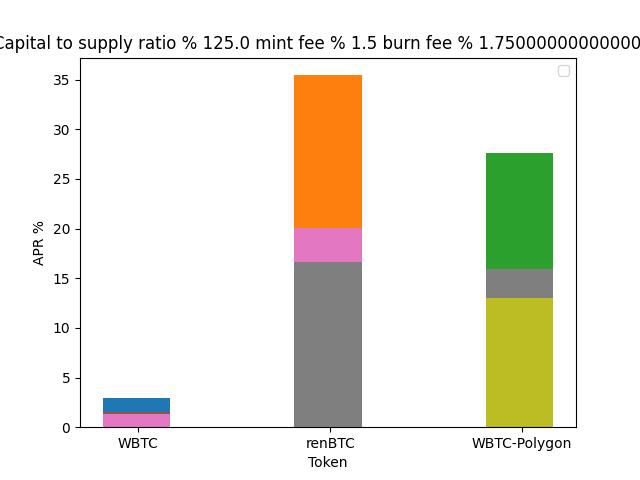 Capital to supply ratio % 125.0 mint fee % 1.5 burn fee % 1.75000000000000
35
30
25
20
15
10
5
0
APR %
WBTC renBTC WBTC-Polygon
Token